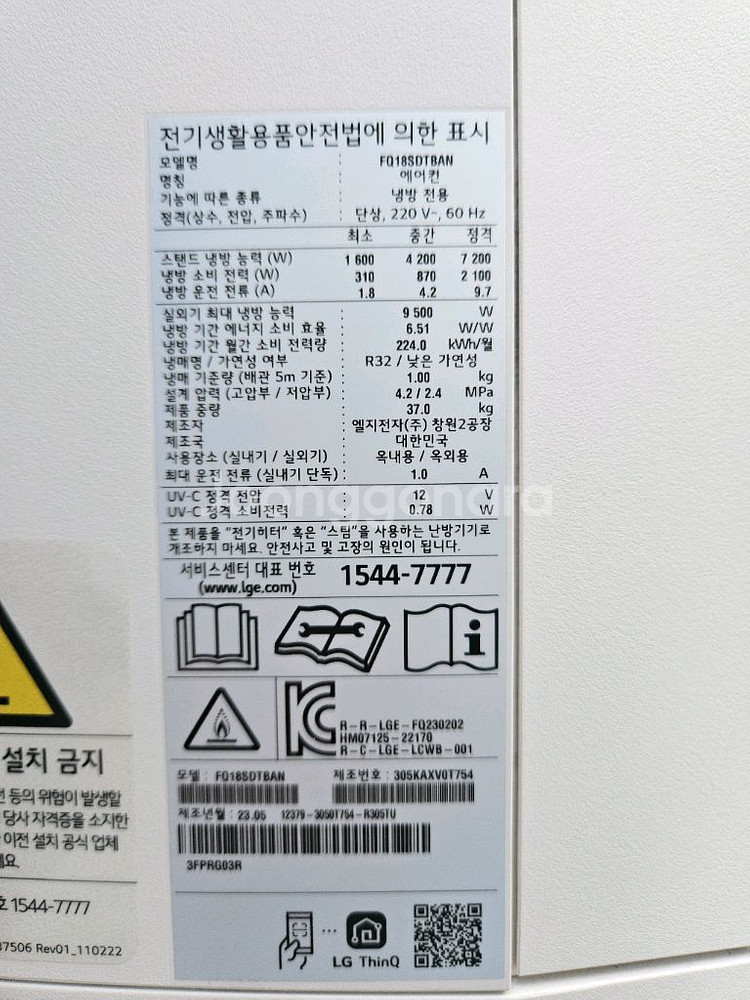 전기생활용품안전법에 의한 표시
모델명 : FQ18SDTBAN
명칭 : 에어컨
기능에 따른 종류 : 냉방 전용
정격(상수, 전압, 주파수) : 단상, 220 V~, 60 Hz
최소 중간 정격
스탠드 냉방 능력 (W) 1 600 4 200 7 200
냉방 소비 전력 (W) 310 870 2 100
냉방 운전 전류 (A) 1.8 4.2 9.7
실외기 최대 냉방 능력 : 9 500 W
냉방 기간 에너지 소비 효율 : 6.51 W/W
냉방 기간 월간 소비 전력량 : 224.0 kWh/월
냉매명 / 가연성 여부 : R32 / 낮은 가연성
냉매 기준량 (배관 5m 기준) : 1.00 kg
설계 압력 (고압부 / 저압부) : 4.2 / 2.4 MPa
제품 중량 : 37.0 kg
제조자 : 엘지전자(주) 창원2공장
제조국 : 대한민국
사용장소 (실내기 / 실외기) : 옥내용 / 옥외용
최대 운전 전류 (실내기 단독) : 1.0 A
UV-C 정격 전압 : 12 V
UV-C 정격 소비전력 : 0.78 W
본 제품을 "전기히터" 혹은 "스팀"을 사용하는 난방기기로
개조하지 마세요. 안전사고 및 고장의 원인이 됩니다.
서비스센터 대표 번호 : 1544-7777
(www.lge.com)
R-R-LGE-FQ230202
HM07125-22170
R-C-LGE-LCWB-001
모델 : FQ18SDTBAN 제조번호 : 305KAXV0T754
제조년월 : 23.05 12379-3050T754-R305TU
3FPRG03R
LG ThinQ
설치 금지
전 등의 위험이 발생할
당사 자격증을 소지한
이전 설치 공식 업체
1544-7777
37506 Rev01_110222